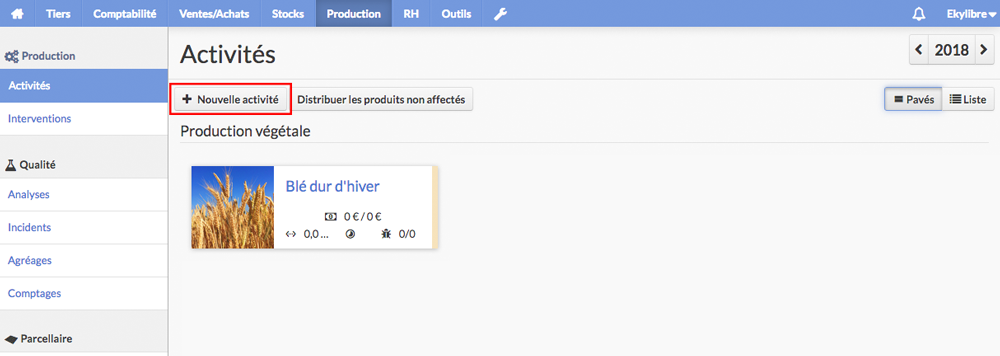 Tiers Comptabilité Ventes/Achats Stocks Production RH Outils Ekylibre
Production
Activités
Interventions
Qualité
Analyses
Incidents
Agréages
Comptages
Parcellaire
Activités
2018
Nouvelle activité Distribuer les produits non affectés Pavés Liste
Production végétale
Blé dur d'hiver
0 € / 0 €
0,0 ... 0/0